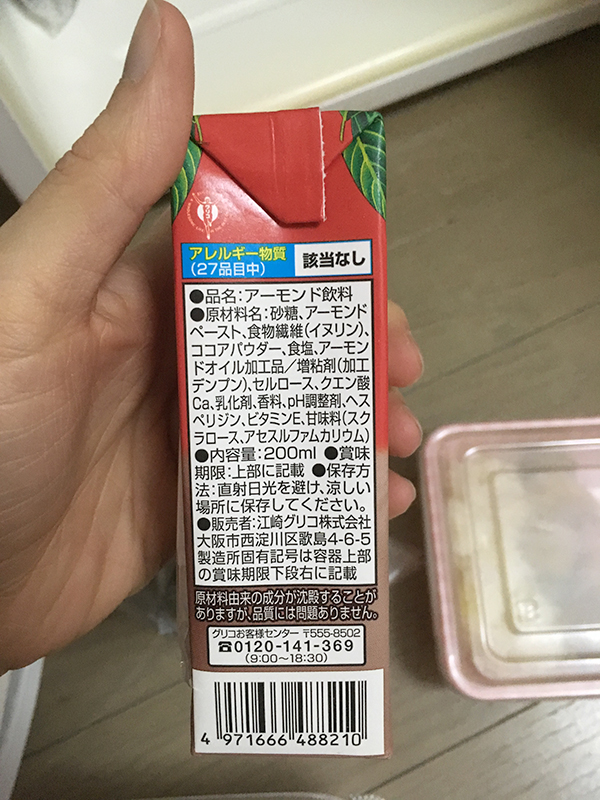 アレルギー物質
(27品目中)
該当なし
●品名:アーモンド飲料
●原材料名:砂糖、アーモンド
ペースト、食物繊維(イヌリン)、
ココアパウダー、食塩、アーモン
ドオイル加工品／増粘剤(加工
デンプン)、セルロース、クエン酸
Ca、乳化剤、香料、pH調整剤、ヘス
ペリジン、ビタミンE、甘味料(スク
ラロース、アセスルファムカリウム)
●内容量:200ml ●賞味
期限:上部に記載 ●保存方
法:直射日光を避け、涼しい
場所に保存してください。
●販売者:江崎グリコ株式会社
大阪市西淀川区歌島4-6-5
製造所固有記号は容器上部
の賞味期限下段右に記載
原材料由来の成分が沈殿することが
ありますが、品質には問題ありません。
グリコお客様センター 〒555-8502
☎0120-141-369
(9:00〜18:30)
4 971666 488210